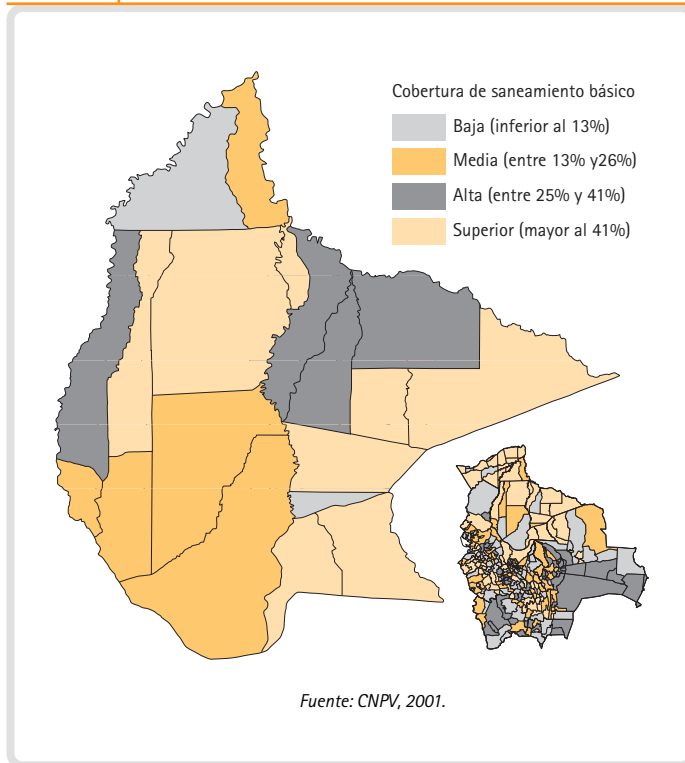 Cobertura de saneamiento básico
Baja (inferior al 13%)
Media (entre 13% y26%)
Alta (entre 25% y 41%)
Superior (mayor al 41%)
Fuente: CNPV, 2001.